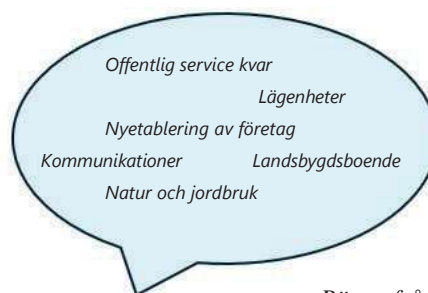 Offentlig service kvar
Lägenheter
Nyetablering av företag
Kommunikationer Landsbygdsboende
Natur och jordbruk